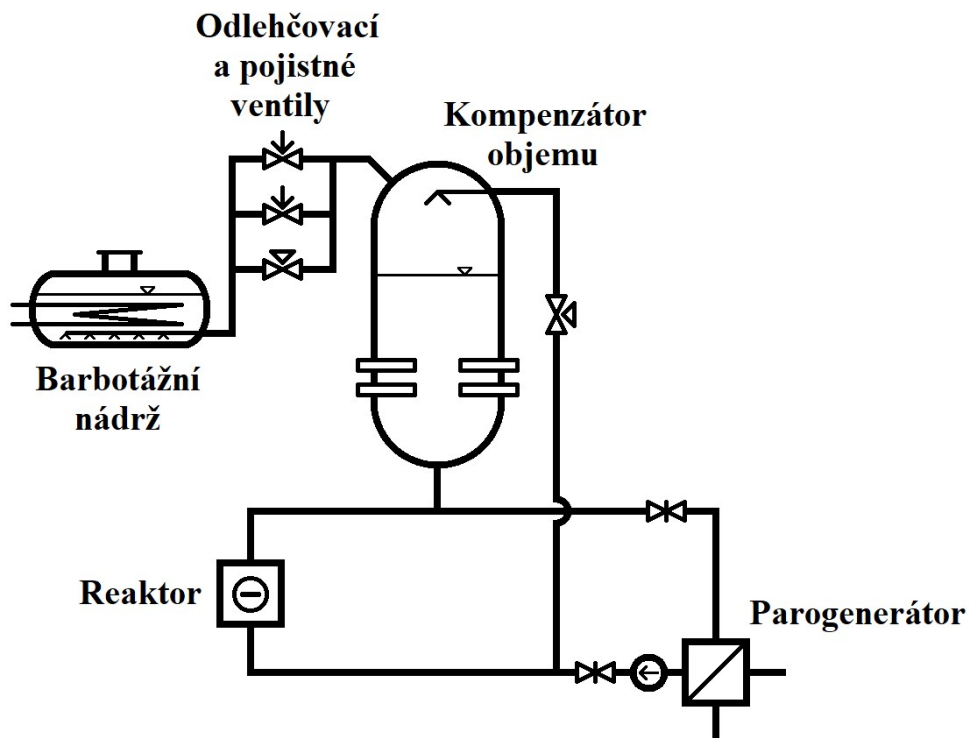 Odlehčovací
a pojistné
ventily
Kompenzátor
objemu
Barbotážní
nádrž
Reaktor
Parogenerátor